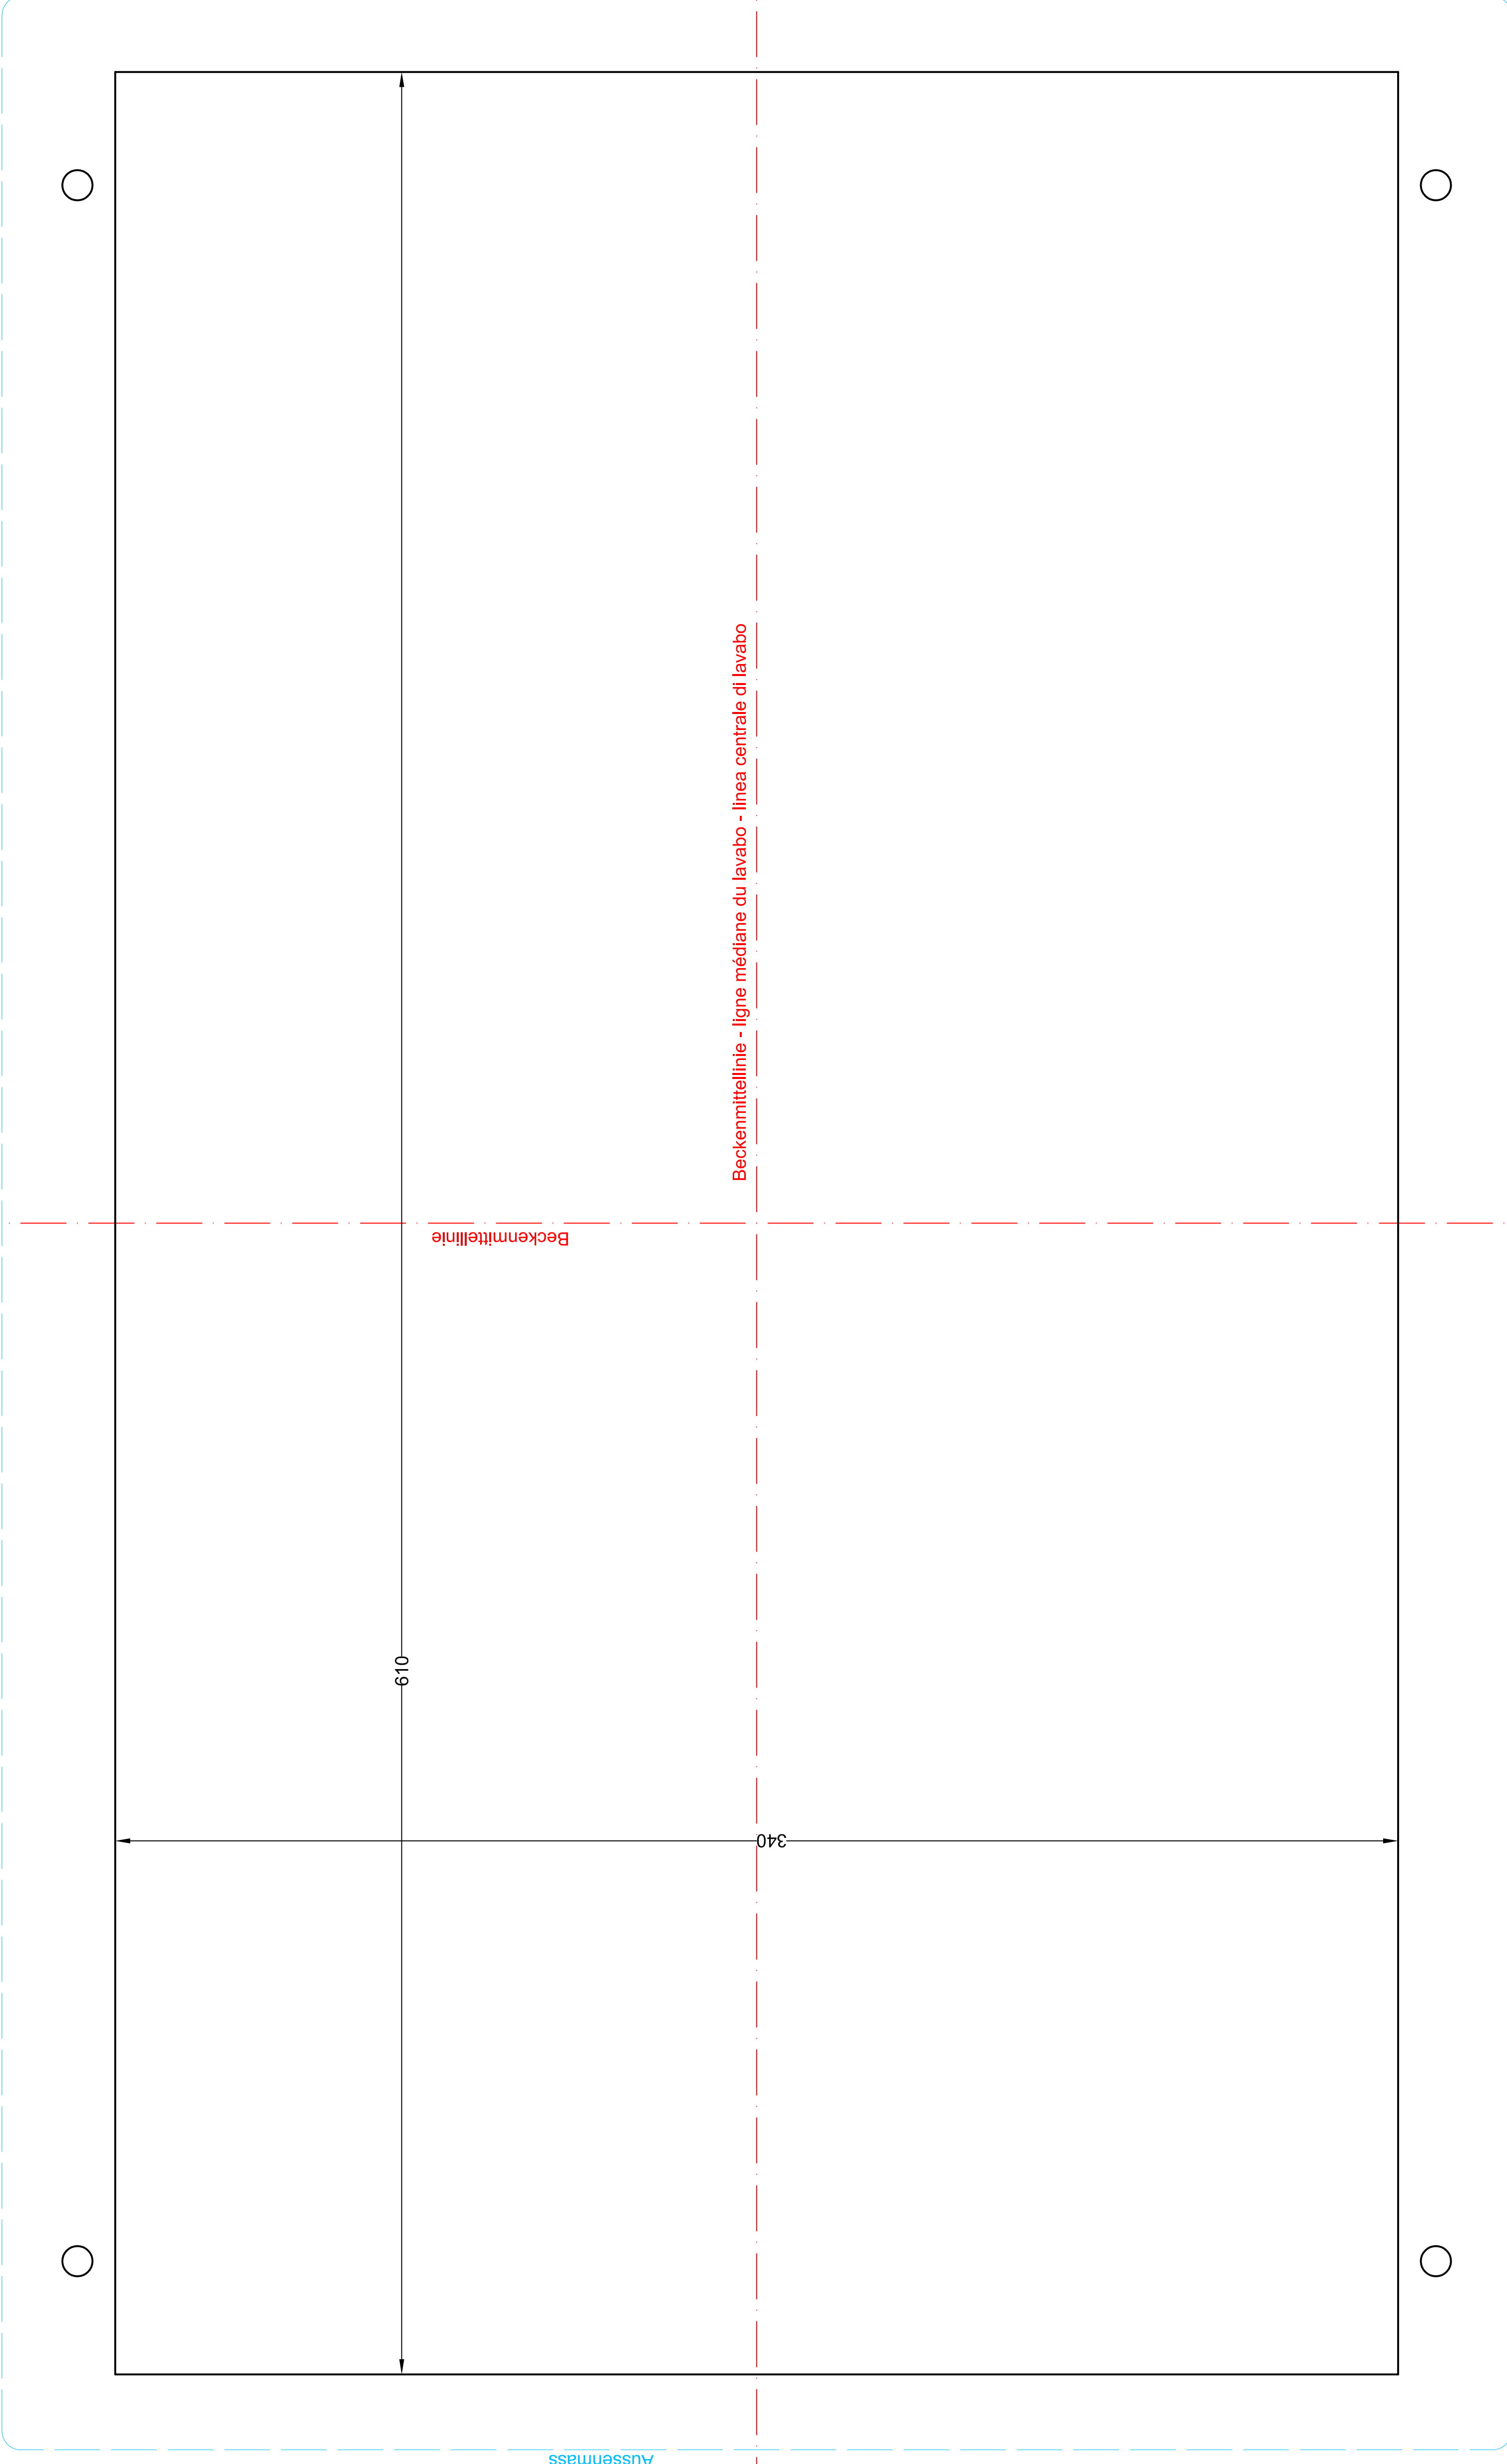 Beckenmittellinie - ligne médiane du lavabo - linea centrale di lavabo
Beckenmittellinie
610
340
Aussenmass